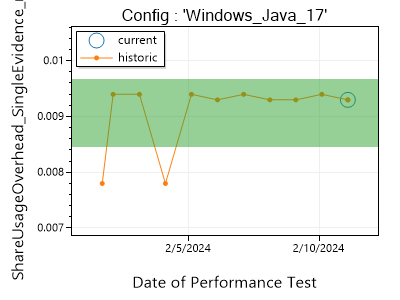 Config : 'Windows_Java_17'
current
historic
0.01
0.009
0.008
0.007
2/5/2024
2/10/2024
Date of Performance Test
ShareUsageOverhead_SingleEvidence_